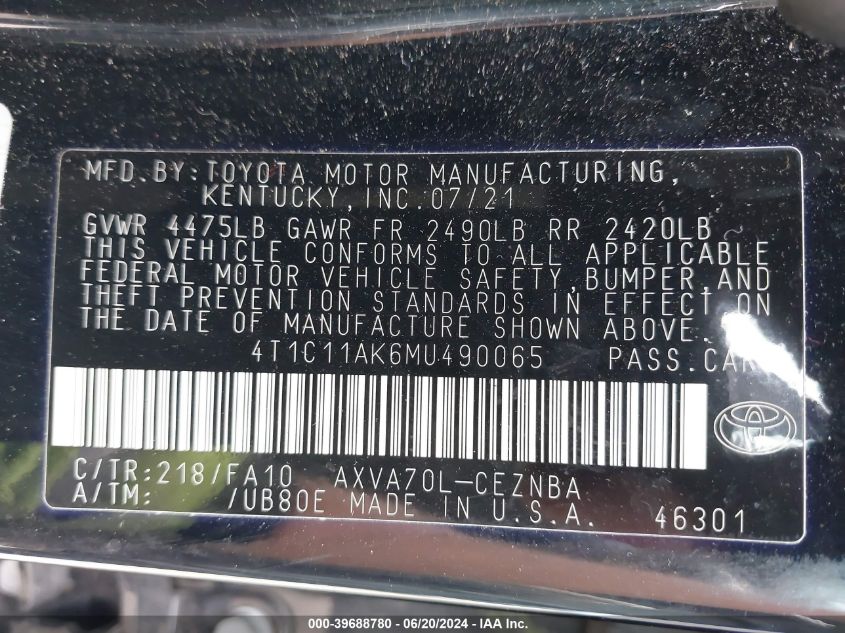 MFD.BY:TOYOTA MOTOR MANUFACTURING,
KENTUCKY,INC.07/21
GVWR 4475LB GAWR FR 2490LB RR 2420LB
THIS VEHICLE CONFORMS TO ALL APPLICABLE
FEDERAL MOTOR VEHICLE SAFETY,BUMPER,AND
THEFT PREVENTION STANDARDS IN EFFECT ON
THE DATE OF MANUFACTURE SHOWN ABOVE.
4T1C11AK6MU490065 PASS.CAR
C/TR:218/FA10 AXVA70L-CEZNBA
A/TM: /UB80E MADE IN U.S.A. 46301
000-39688780 - 06/20/2024 - IAAI.com